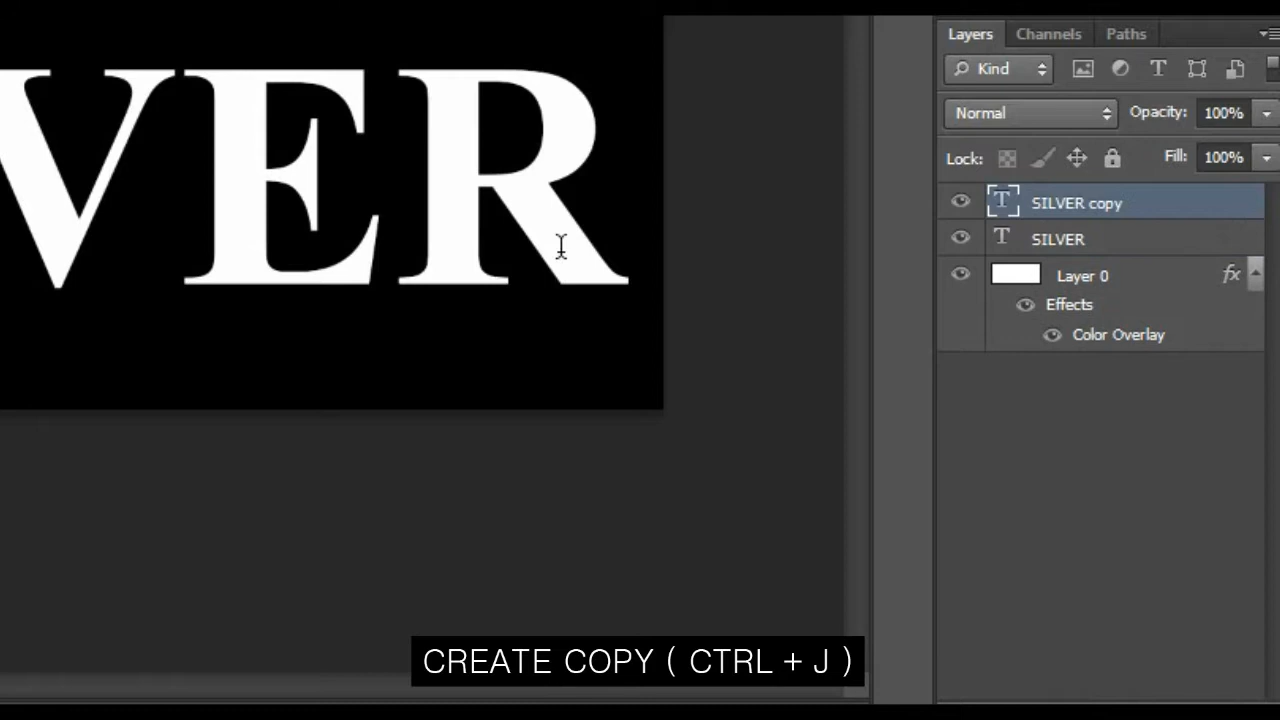 VER
Layers Channels Paths
Kind T
Normal Opacity: 100%
Lock: Fill: 100%
T SILVER copy
T SILVER
Layer 0 fx
Effects
Color Overlay
CREATE COPY ( CTRL + J )